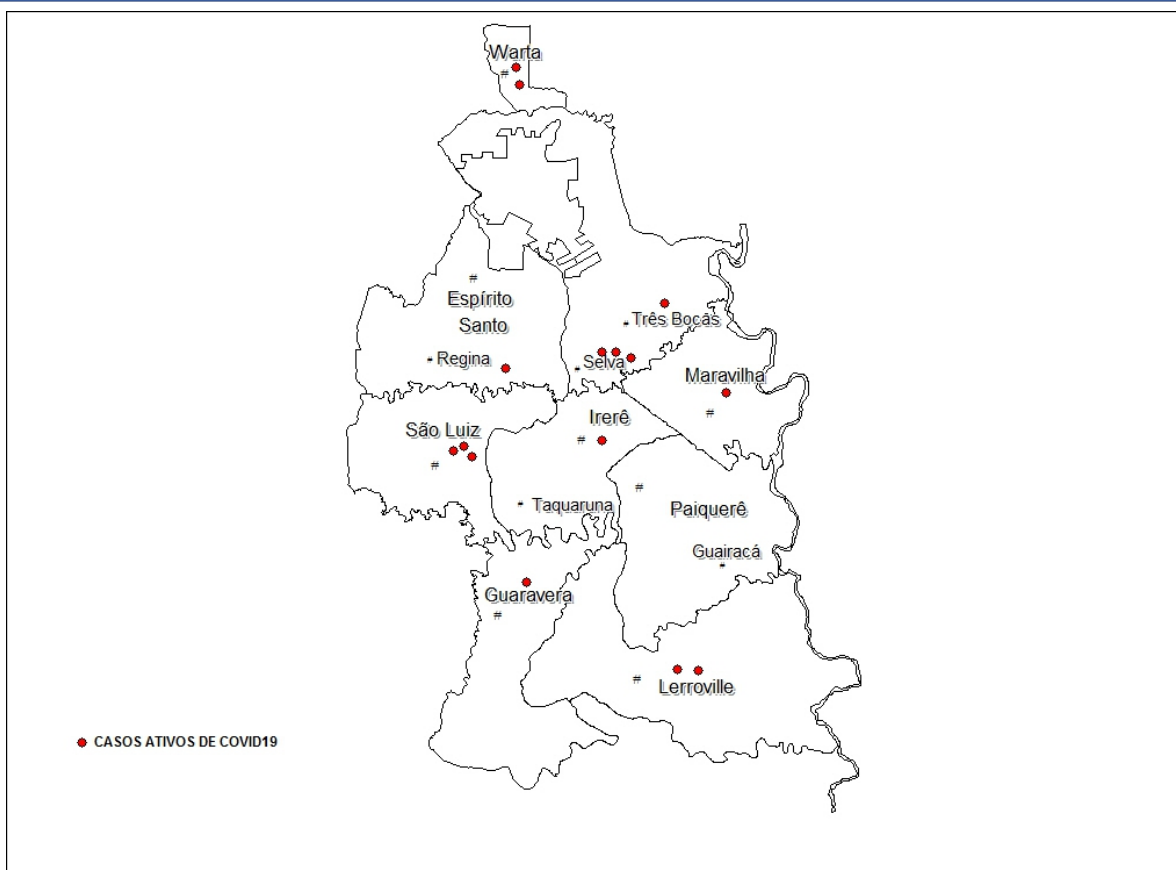 Warta
#
#
Espírito
Santo
Três Bocas
Regina
Selva
Maravilha
#
Irerê
#
São Luiz
#
#
Taquaruna
Paiquerê
Guairacá
Guaravera
#
#
Lerroville
CASOS ATIVOS DE COVID19